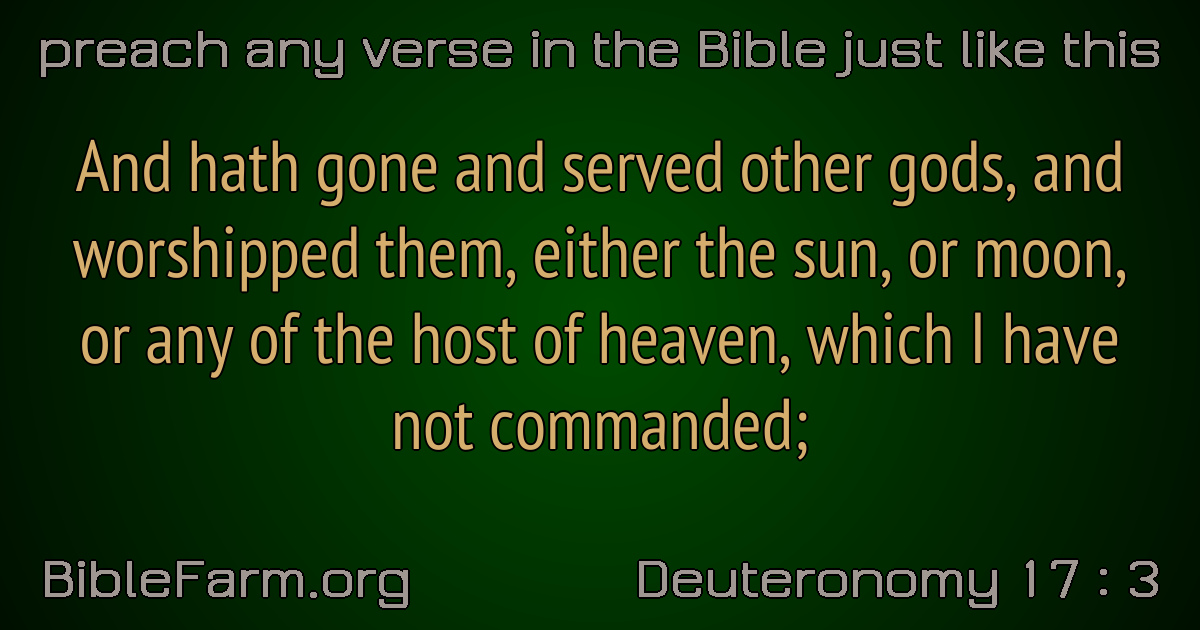 preach any verse in the Bible just like this
And hath gone and served other gods, and
worshipped them, either the sun, or moon,
or any of the host of heaven, which I have
not commanded;
BibleFarm.org
Deuteronomy 17 : 3